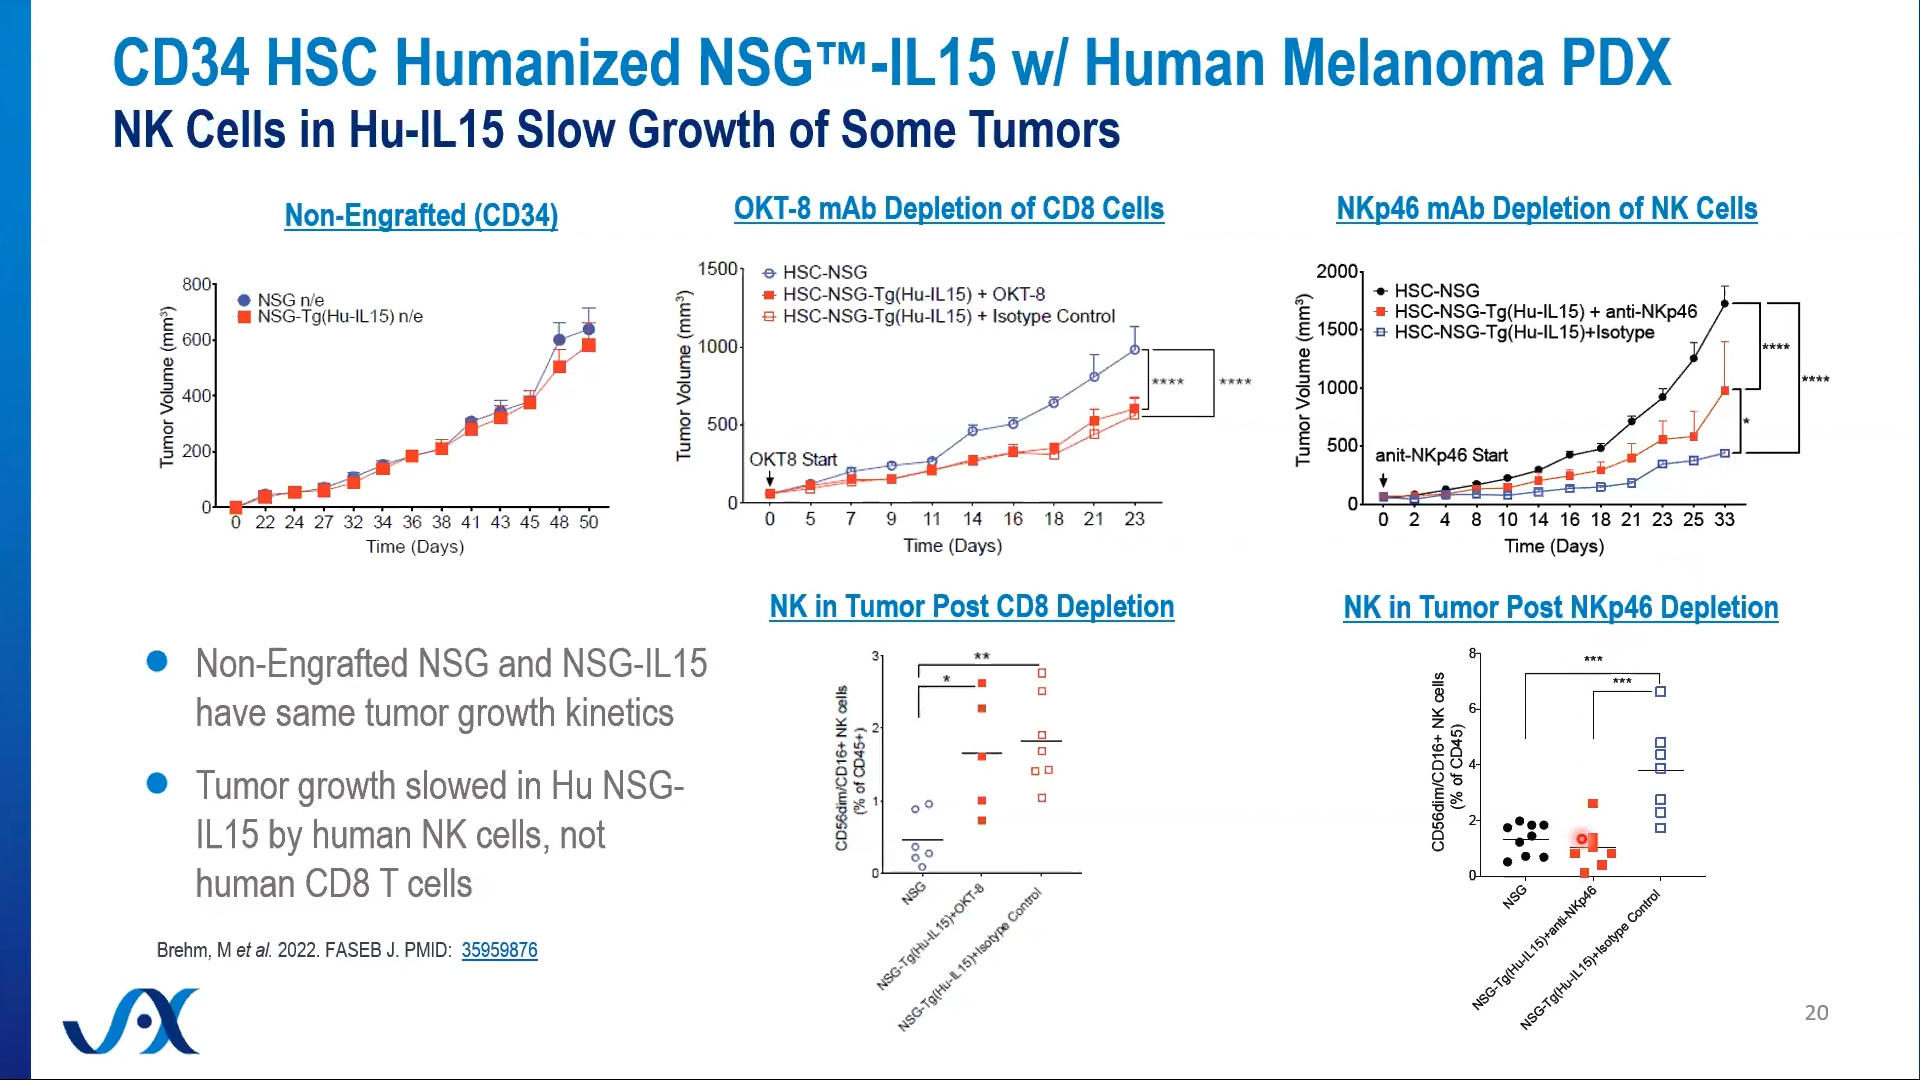 CD34 HSC Humanized NSG™-IL15 w/ Human Melanoma PDX
NK Cells in Hu-IL15 Slow Growth of Some Tumors
Non-Engrafted (CD34)
800
600
400
200
0
Tumor Volume (mm³)
NSG n/e
NSG-Tg(Hu-IL15) n/e
0 22 24 27 32 34 36 38 41 43 45 48 50
Time (Days)
OKT-8 mAb Depletion of CD8 Cells
1500
1000
500
0
Tumor Volume (mm³)
HSC-NSG
HSC-NSG-Tg(Hu-IL15) + OKT-8
HSC-NSG-Tg(Hu-IL15) + Isotype Control
**** ****
OKT8 Start
0 5 7 9 11 14 16 18 21 23
Time (Days)
NKp46 mAb Depletion of NK Cells
2000
1500
1000
500
0
Tumor Volume (mm³)
HSC-NSG
HSC-NSG-Tg(Hu-IL15) + anti-NKp46
HSC-NSG-Tg(Hu-IL15)+Isotype
****
****
*
anit-NKp46 Start
0 2 4 8 10 14 16 18 21 23 25 33
Time (Days)
Non-Engrafted NSG and NSG-IL15
have same tumor growth kinetics
Tumor growth slowed in Hu NSG-
IL15 by human NK cells, not
human CD8 T cells
Brehm, M et al. 2022. FASEB J. PMID: 35959876
NK in Tumor Post CD8 Depletion
3
2
1
0
CD56dim/CD16+ NK cells
(% of CD45+)
**
*
NSG
NSG-Tg(Hu-IL15)+OKT-8
NSG-Tg(Hu-IL15)+Isotype Control
NK in Tumor Post NKp46 Depletion
8
6
4
2
0
CD56dim/CD16+ NK cells
(% of CD45)
***
***
NSG
NSG-Tg(Hu-IL15)+anti-NKp46
NSG-Tg(Hu-IL15)+Isotype Control
20